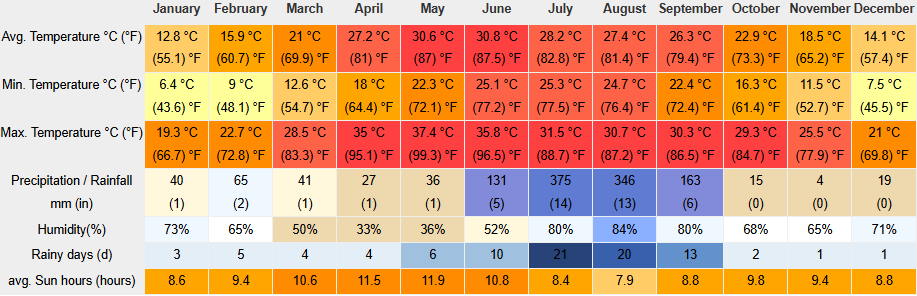 January February March April May June July August September October November December
Avg. Temperature °C (°F) 12.8 °C 15.9 °C 21 °C 27.2 °C 30.6 °C 30.8 °C 28.2 °C 27.4 °C 26.3 °C 22.9 °C 18.5 °C 14.1 °C
(55.1) °F (60.7) °F (69.9) °F (81) °F (87) °F (87.5) °F (82.8) °F (81.4) °F (79.4) °F (73.3) °F (65.2) °F (57.4) °F
Min. Temperature °C (°F) 6.4 °C 9 °C 12.6 °C 18 °C 22.3 °C 25.1 °C 25.3 °C 24.7 °C 22.4 °C 16.3 °C 11.5 °C 7.5 °C
(43.6) °F (48.1) °F (54.7) °F (64.4) °F (72.1) °F (77.2) °F (77.5) °F (76.4) °F (72.4) °F (61.4) °F (52.7) °F (45.5) °F
Max. Temperature °C (°F) 19.3 °C 22.7 °C 28.5 °C 35 °C 37.4 °C 35.8 °C 31.5 °C 30.7 °C 30.3 °C 29.3 °C 25.5 °C 21 °C
(66.7) °F (72.8) °F (83.3) °F (95.1) °F (99.3) °F (96.5) °F (88.7) °F (87.2) °F (86.5) °F (84.7) °F (77.9) °F (69.8) °F
Precipitation / Rainfall 40 65 41 27 36 131 375 346 163 15 4 19
mm (in) (1) (2) (1) (1) (1) (5) (14) (13) (6) (0) (0) (0)
Humidity(%) 73% 65% 50% 33% 36% 52% 80% 84% 80% 68% 65% 71%
Rainy days (d) 3 5 4 4 6 10 21 20 13 2 1 1
avg. Sun hours (hours) 8.6 9.4 10.6 11.5 11.9 10.8 8.4 7.9 8.8 9.8 9.4 8.8